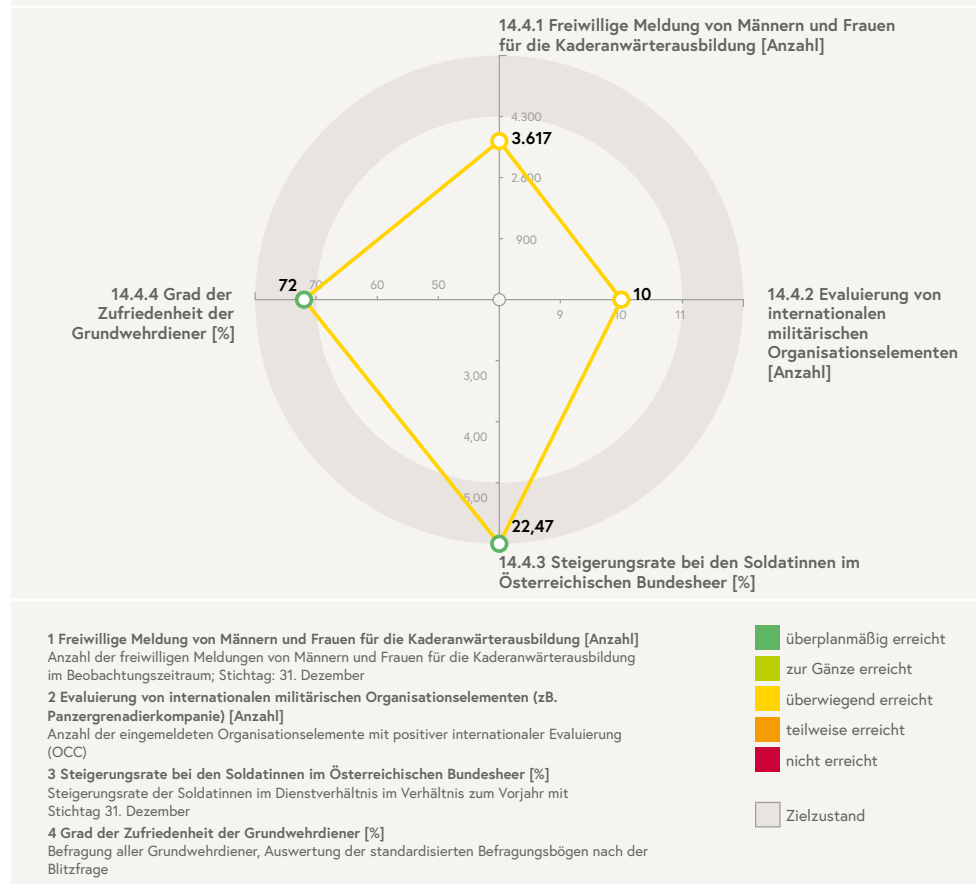 14.4.1 Freiwillige Meldung von Männern und Frauen
für die Kaderanwärterausbildung [Anzahl]
4.300
3.617
2.600
900
72
70
60
50
10
9
10
11
14.4.4 Grad der
Zufriedenheit der
Grundwehrdiener [%]
14.4.2 Evaluierung von
internationalen
militärischen
Organisationselementen
[Anzahl]
3,00
4,00
5,00
22,47
14.4.3 Steigerungsrate bei den Soldatinnen im
Österreichischen Bundesheer [%]
1 Freiwillige Meldung von Männern und Frauen für die Kaderanwärterausbildung [Anzahl]
Anzahl der freiwilligen Meldungen von Männern und Frauen für die Kaderanwärterausbildung
im Beobachtungszeitraum; Stichtag: 31. Dezember
2 Evaluierung von internationalen militärischen Organisationselementen (zB.
Panzergrenadierkompanie) [Anzahl]
Anzahl der eingemeldeten Organisationselemente mit positiver internationaler Evaluierung
(OCC)
3 Steigerungsrate bei den Soldatinnen im Österreichischen Bundesheer [%]
Steigerungsrate der Soldatinnen im Dienstverhältnis im Verhältnis zum Vorjahr mit
Stichtag 31. Dezember
4 Grad der Zufriedenheit der Grundwehrdiener [%]
Befragung aller Grundwehrdiener, Auswertung der standardisierten Befragungsbögen nach der
Blitzfrage
überplanmäßig erreicht
zur Gänze erreicht
überwiegend erreicht
teilweise erreicht
nicht erreicht
Zielzustand